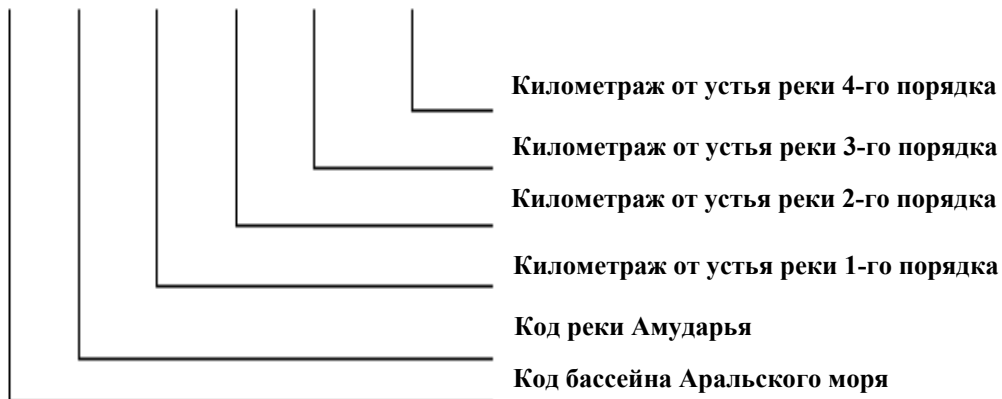 Километраж от устья реки 4-го порядка
Километраж от устья реки 3-го порядка
Километраж от устья реки 2-го порядка
Километраж от устья реки 1-го порядка
Код реки Амударья
Код бассейна Аральского моря